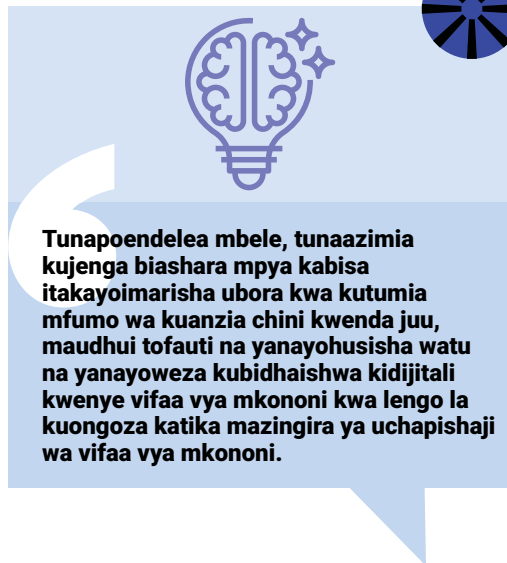 Tunapoendelea mbele, tunaazimia
kujenga biashara mpya kabisa
itakayoimarisha ubora kwa kutumia
mfumo wa kuanzia chini kwenda juu,
maudhui tofauti na yanayohusisha watu
na yanayoweza kubidhaishwa kidijitali
kwenye vifaa vya mkononi kwa lengo la
kuongoza katika mazingira ya uchapishaji
wa vifaa vya mkononi.